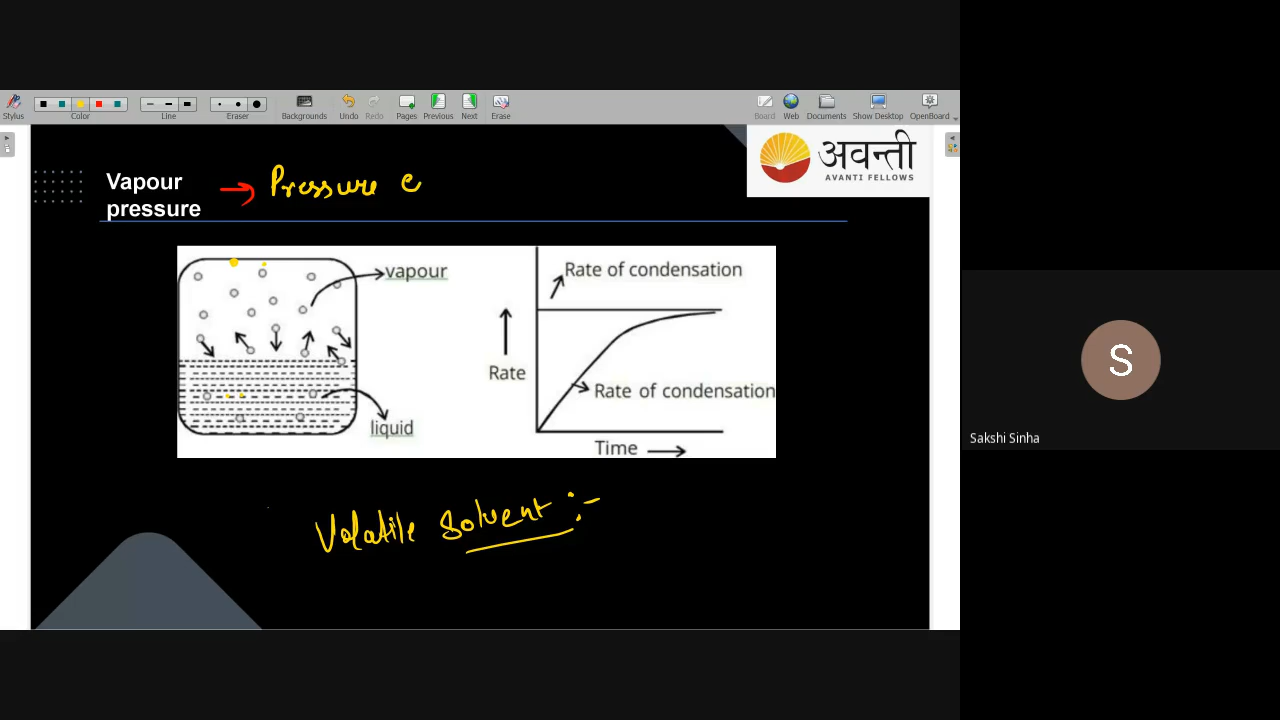 Stylus
Color
Line
Eraser
Backgrounds
Undo
Redo
Pages
Previous
Next
Erase
Board
Web
Documents
Show Desktop
OpenBoard
अवन्ती
AVANTI FELLOWS
Vapour
pressure
Pressure e
vapour
liquid
Rate of condensation
Rate
Rate of condensation
Time
Volatile Solvent :-
S
Sakshi Sinha